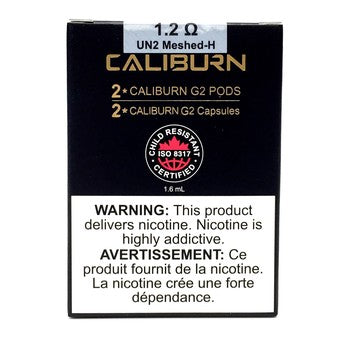 1.2 Ω
UN2 Meshed-H
CALIBURN
2* CALIBURN G2 PODS
2* CALIBURN G2 Capsules
CHILD RESISTANT
ISO 8317
CERTIFIED
1.6 mL
WARNING: This product
delivers nicotine. Nicotine is
highly addictive.
AVERTISSEMENT: Ce
produit fournit de la nicotine.
La nicotine crée une forte
dépendance.